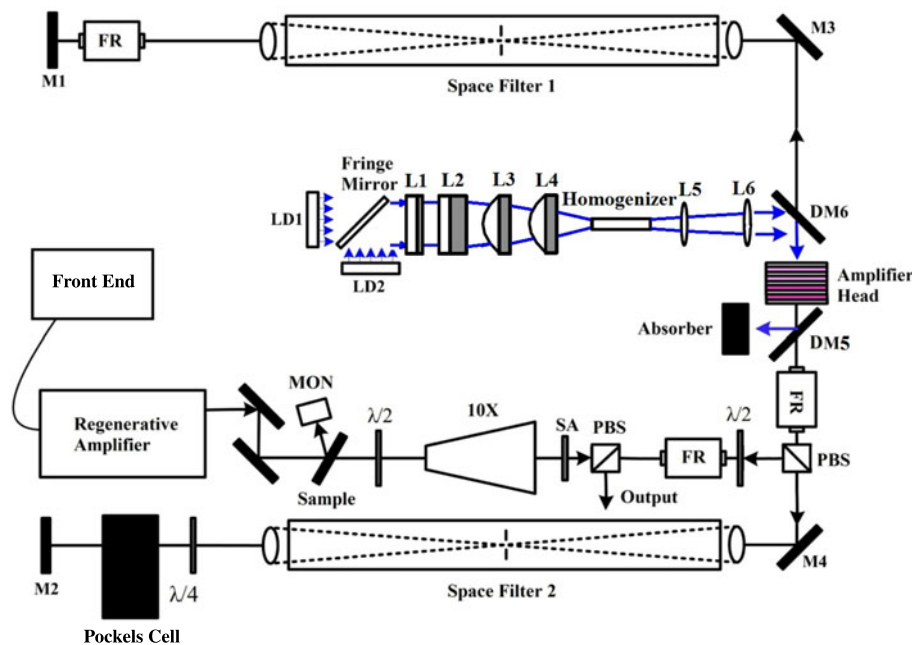 FR
M1
M3
Space Filter 1
Fringe
Mirror
L1
L2
L3
L4
Homogenizer
L5
L6
LD1
DM6
LD2
Front End
Amplifier
Head
Absorber
DM5
MON
FR
Regenerative
Amplifier
λ/2
10X
SA
PBS
FR
λ/2
PBS
Sample
Output
M2
λ/4
M4
Space Filter 2
Pockels Cell